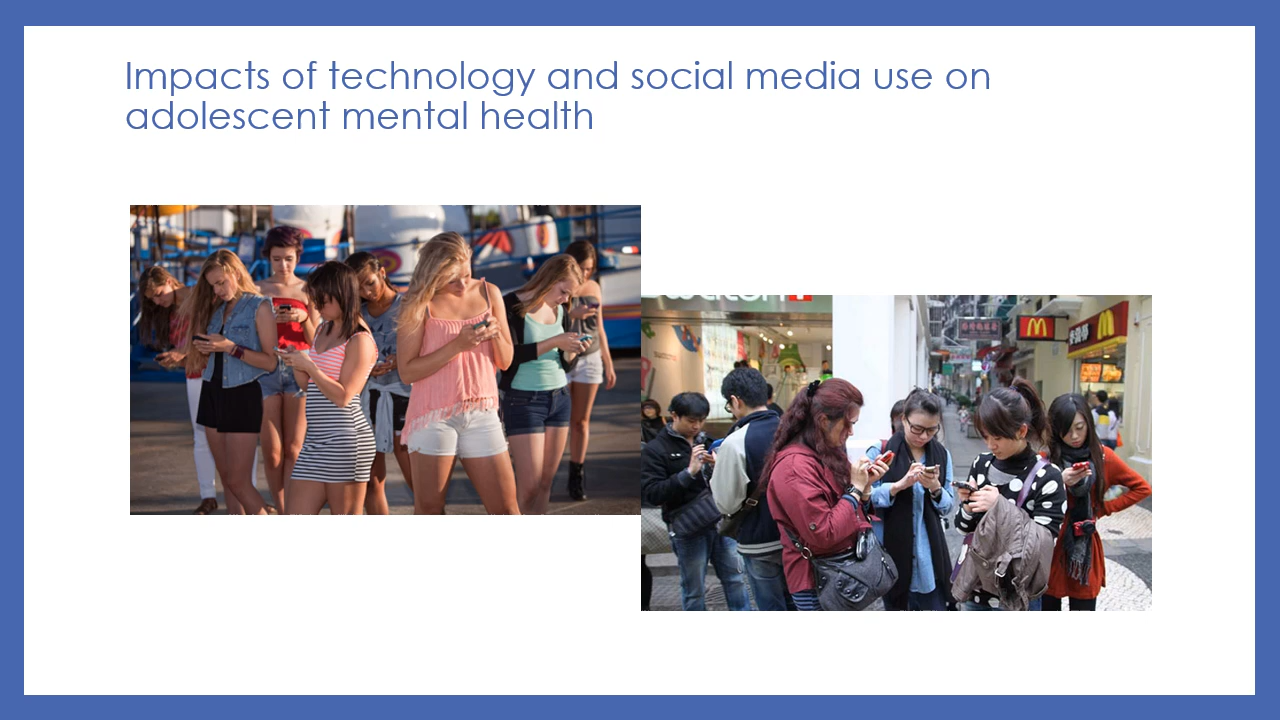 Impacts of technology and social media use on
adolescent mental health